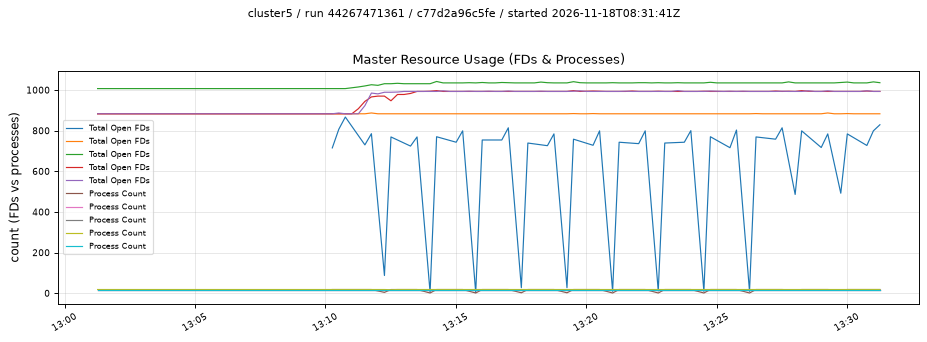 cluster5 / run 44267471361 / c77d2a96c5fe / started 2026-11-18T08:31:41Z
Master Resource Usage (FDs & Processes)
count (FDs vs processes)
1000
800
600
400
200
0
Total Open FDs
Total Open FDs
Total Open FDs
Total Open FDs
Total Open FDs
Process Count
Process Count
Process Count
Process Count
Process Count
13:00
13:05
13:10
13:15
13:20
13:25
13:30